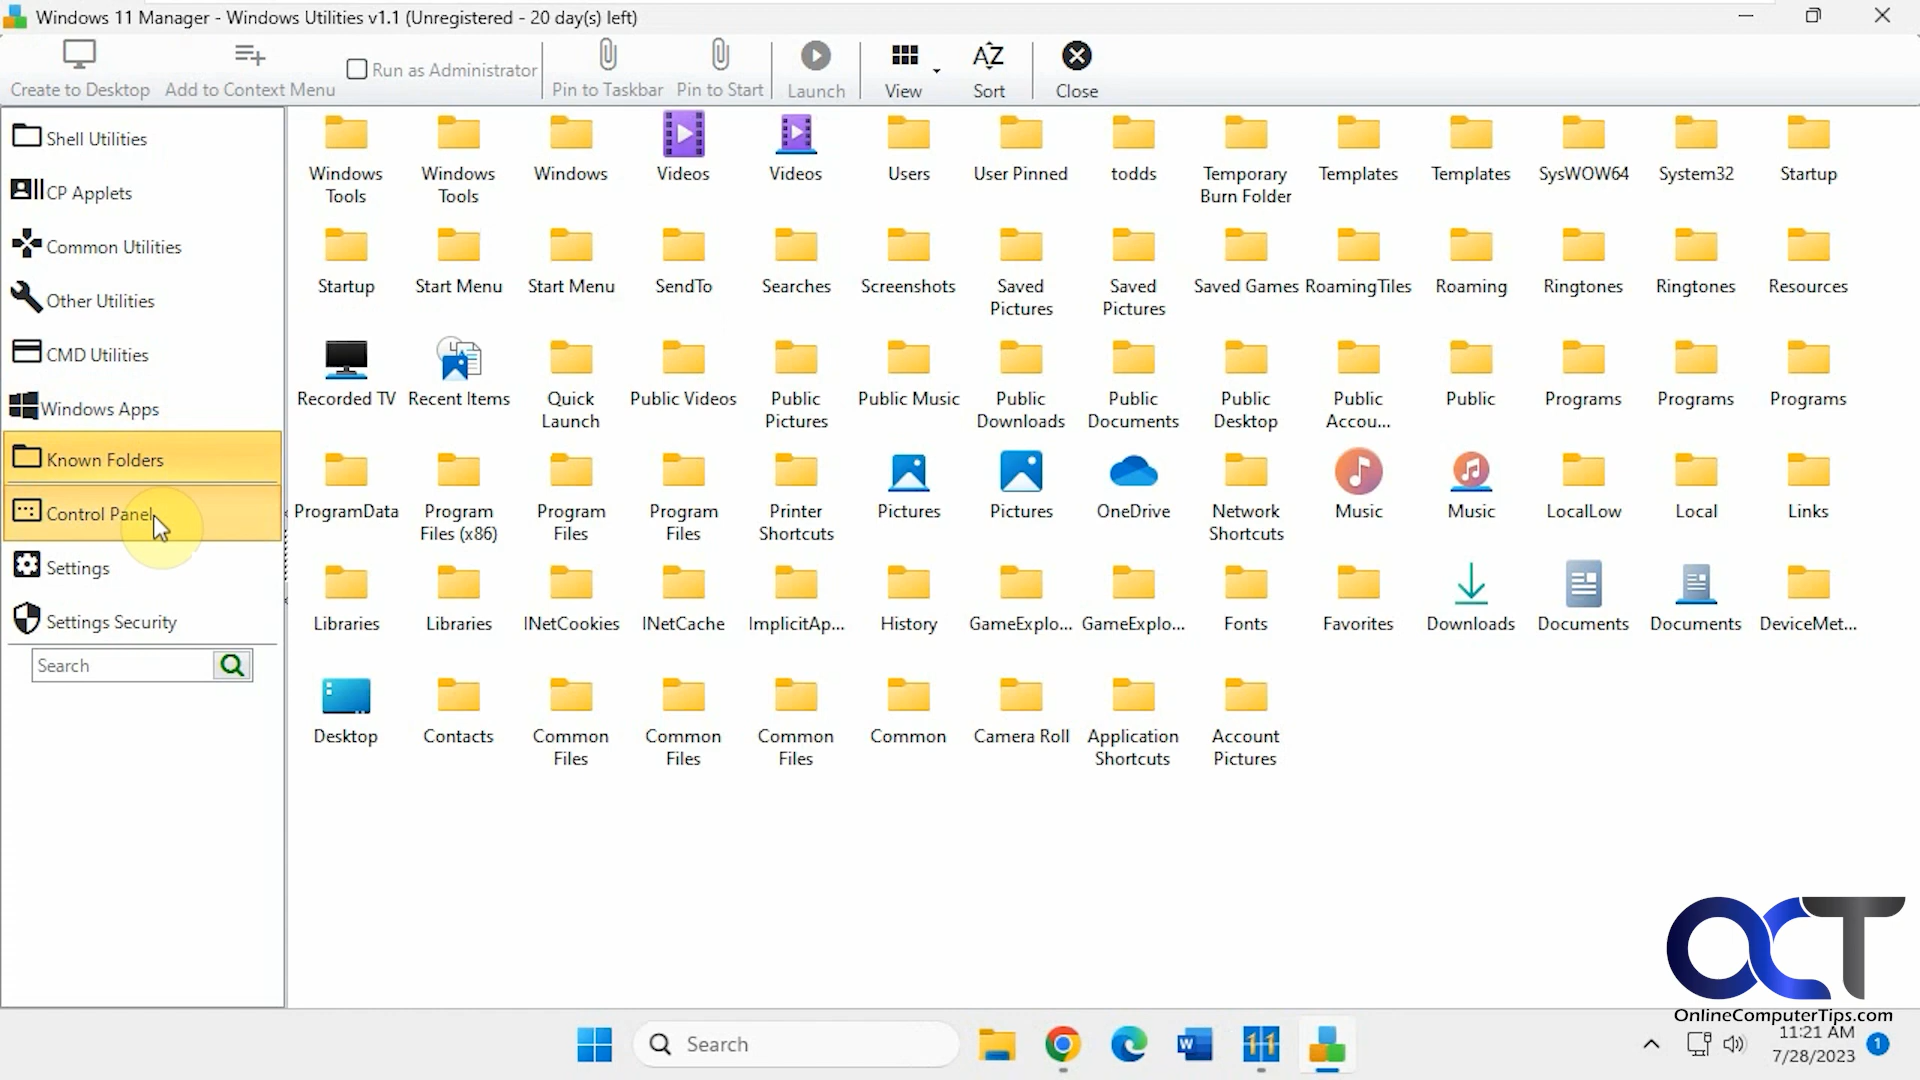 Windows 11 Manager - Windows Utilities v1.1 (Unregistered - 20 day(s) left)
Create to Desktop
Add to Context Menu
Run as Administrator
Pin to Taskbar
Pin to Start
Launch
View
Sort
Close
Shell Utilities
CP Applets
Common Utilities
Other Utilities
CMD Utilities
Windows Apps
Known Folders
Control Panel
Settings
Settings Security
Search
Windows Tools
Windows Tools
Windows
Videos
Videos
Users
User Pinned
todds
Temporary Burn Folder
Templates
Templates
SysWOW64
System32
Startup
Startup
Start Menu
Start Menu
SendTo
Searches
Screenshots
Saved Pictures
Saved Pictures
Saved Games
RoamingTiles
Roaming
Ringtones
Ringtones
Resources
Recorded TV
Recent Items
Quick Launch
Public Videos
Public Pictures
Public Music
Public Downloads
Public Documents
Public Desktop
Public Accou...
Public
Programs
Programs
Programs
ProgramData
Program Files (x86)
Program Files
Program Files
Printer Shortcuts
Pictures
Pictures
OneDrive
Network Shortcuts
Music
Music
LocalLow
Local
Links
Libraries
Libraries
INetCookies
INetCache
ImplicitAp...
History
GameExplo...
GameExplo...
Fonts
Favorites
Downloads
Documents
Documents
DeviceMet...
Desktop
Contacts
Common Files
Common Files
Common Files
Common
Camera Roll
Application Shortcuts
Account Pictures
OCT
OnlineComputerTips.com
Search
11:21 AM
7/28/2023
1